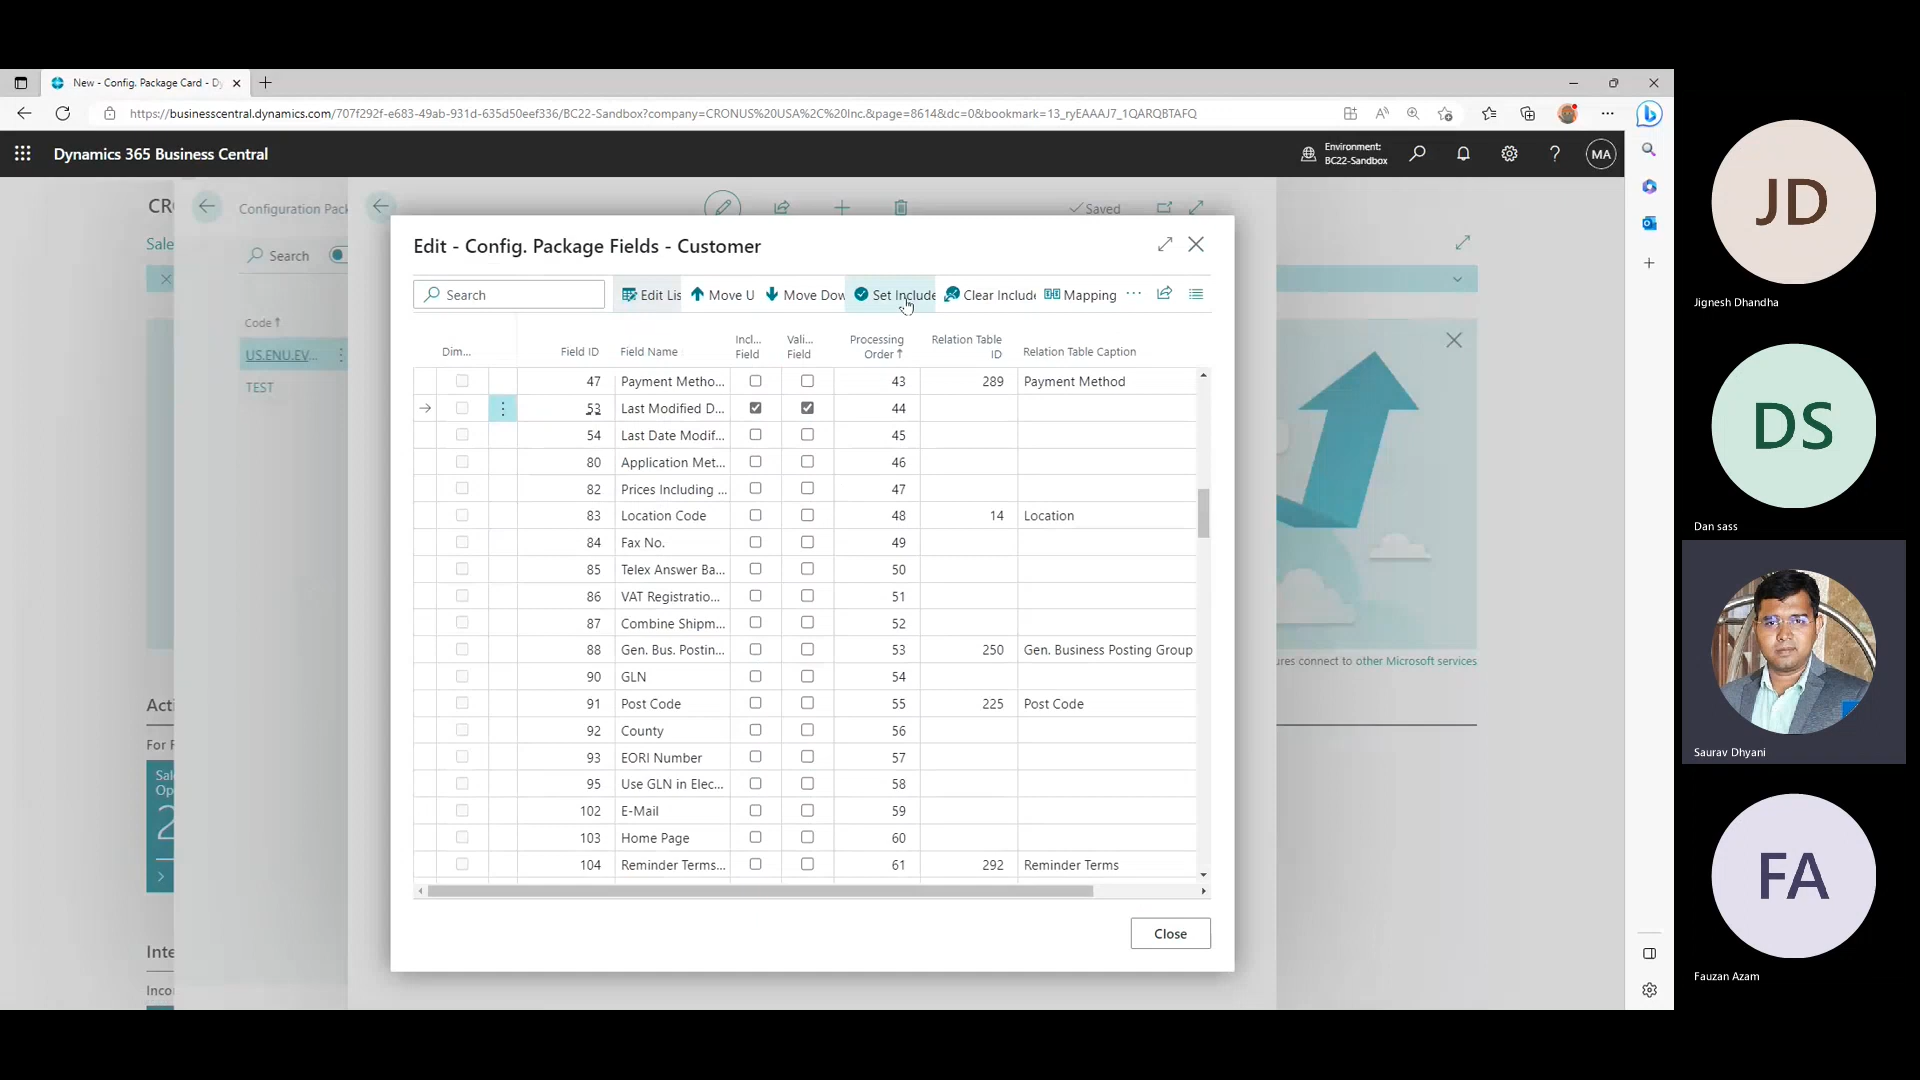 New - Config. Package Card - Dy
https://businesscentral.dynamics.com/707f292f-e683-49ab-931d-635d50eef336/BC22-Sandbox?company=CRONUS%20USA%2C%20Inc.&page=8614&dc=0&bookmark=13_ryEAAAJ7_1QARQBTAFQ
Dynamics 365 Business Central
Environment:
BC22-Sandbox
MA
CR
Configuration Pack
Saved
Sale
Search
Edit - Config. Package Fields - Customer
Search
Edit Lis
Move U
Move Dow
Set Include
Clear Include
Mapping
Code ↑
US.ENU.EV...
TEST
Dim...
Field ID
Field Name
Incl... Field
Vali... Field
Processing Order ↑
Relation Table ID
Relation Table Caption
47 Payment Metho... 43 289 Payment Method
53 Last Modified D... 44
54 Last Date Modif... 45
80 Application Met... 46
82 Prices Including ... 47
83 Location Code 48 14 Location
84 Fax No. 49
85 Telex Answer Ba... 50
86 VAT Registratio... 51
87 Combine Shipm... 52
88 Gen. Bus. Postin... 53 250 Gen. Business Posting Group
90 GLN 54
91 Post Code 55 225 Post Code
92 County 56
93 EORI Number 57
95 Use GLN in Elec... 58
102 E-Mail 59
103 Home Page 60
104 Reminder Terms... 61 292 Reminder Terms
Close
ures connect to other Microsoft services
Acti
For F
Sal
Op
2
Inte
Inco
JD
Jignesh Dhandha
DS
Dan sass
Saurav Dhyani
FA
Fauzan Azam